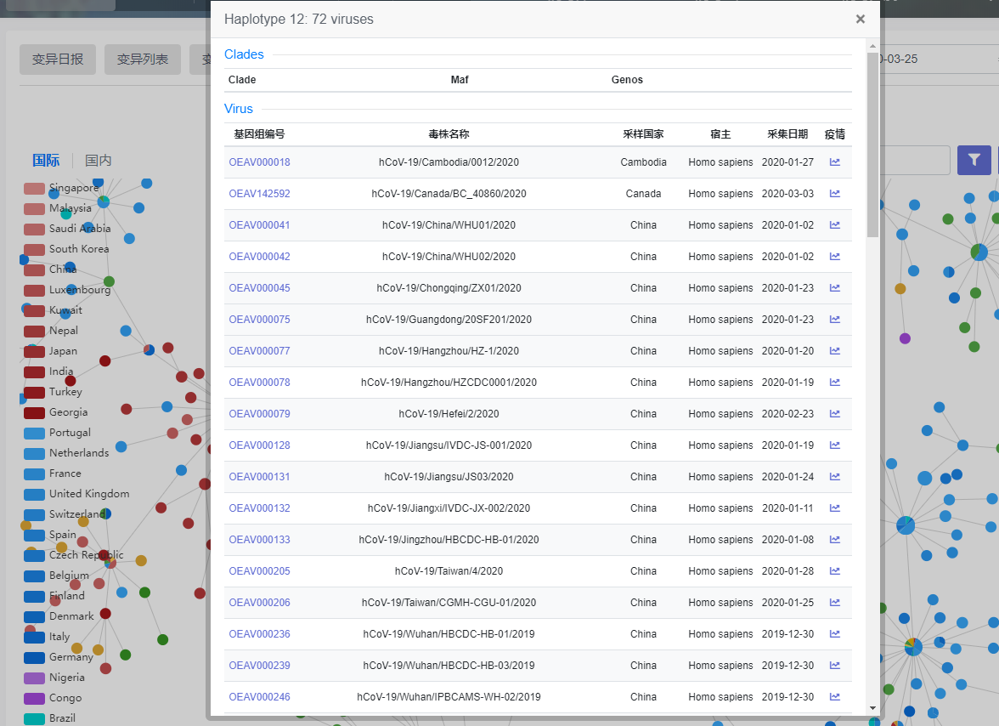 Haplotype 12: 72 viruses ×
变异日报 变异列表 变
0-03-25
国际 国内
Clades
Clade Maf Genos
Virus
基因组编号 毒株名称 采样国家 宿主 采集日期 疫情
OEAV000018 hCoV-19/Cambodia/0012/2020 Cambodia Homo sapiens 2020-01-27
OEAV142592 hCoV-19/Canada/BC_40860/2020 Canada Homo sapiens 2020-03-03
OEAV000041 hCoV-19/China/WHU01/2020 China Homo sapiens 2020-01-02
OEAV000042 hCoV-19/China/WHU02/2020 China Homo sapiens 2020-01-02
OEAV000045 hCoV-19/Chongqing/ZX01/2020 China Homo sapiens 2020-01-23
OEAV000075 hCoV-19/Guangdong/20SF201/2020 China Homo sapiens 2020-01-23
OEAV000077 hCoV-19/Hangzhou/HZ-1/2020 China Homo sapiens 2020-01-20
OEAV000078 hCoV-19/Hangzhou/HZCDC0001/2020 China Homo sapiens 2020-01-19
OEAV000079 hCoV-19/Hefei/2/2020 China Homo sapiens 2020-02-23
OEAV000128 hCoV-19/Jiangsu/IVDC-JS-001/2020 China Homo sapiens 2020-01-19
OEAV000131 hCoV-19/Jiangsu/JS03/2020 China Homo sapiens 2020-01-24
OEAV000132 hCoV-19/Jiangxi/IVDC-JX-002/2020 China Homo sapiens 2020-01-11
OEAV000133 hCoV-19/Jingzhou/HBCDC-HB-01/2020 China Homo sapiens 2020-01-08
OEAV000205 hCoV-19/Taiwan/4/2020 China Homo sapiens 2020-01-28
OEAV000206 hCoV-19/Taiwan/CGMH-CGU-01/2020 China Homo sapiens 2020-01-25
OEAV000236 hCoV-19/Wuhan/HBCDC-HB-01/2019 China Homo sapiens 2019-12-30
OEAV000239 hCoV-19/Wuhan/HBCDC-HB-03/2019 China Homo sapiens 2019-12-30
OEAV000246 hCoV-19/Wuhan/IPBCAMS-WH-02/2019 China Homo sapiens 2019-12-30
Singapore
Malaysia
Saudi Arabia
South Korea
China
Luxembourg
Kuwait
Nepal
Japan
India
Turkey
Georgia
Portugal
Netherlands
France
United Kingdom
Switzerland
Spain
Czech Republic
Belgium
Finland
Denmark
Italy
Germany
Nigeria
Congo
Brazil